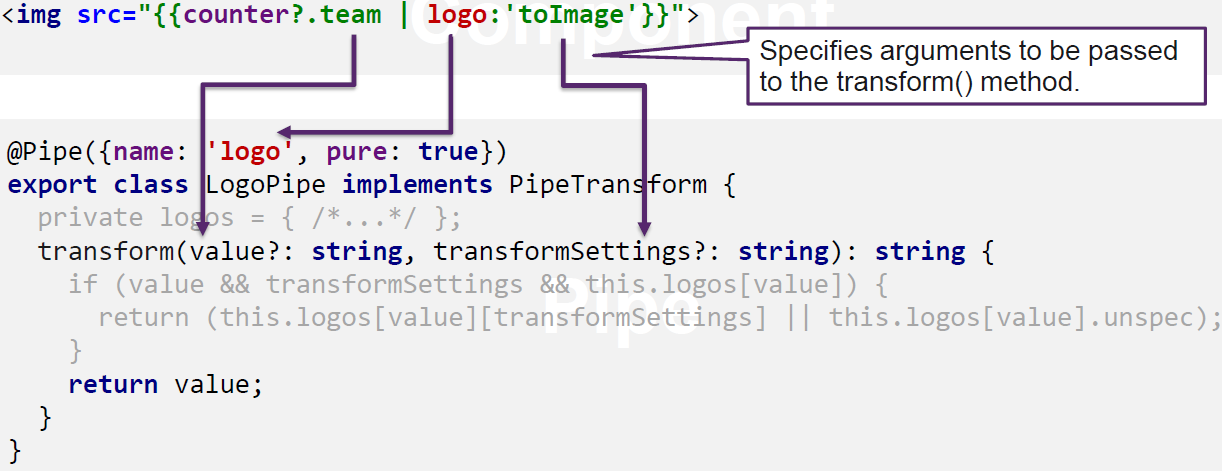 <img src="{{counter?.team | logo:'toImage'}}">
Component
Specifies arguments to be passed
to the transform() method.
@Pipe({name: 'logo', pure: true})
export class LogoPipe implements PipeTransform {
private logos = { /*...*/ };
transform(value?: string, transformSettings?: string): string {
if (value && transformSettings && this.logos[value]) {
Pipe
return (this.logos[value][transformSettings] || this.logos[value].unspec);
}
return value;
}
}